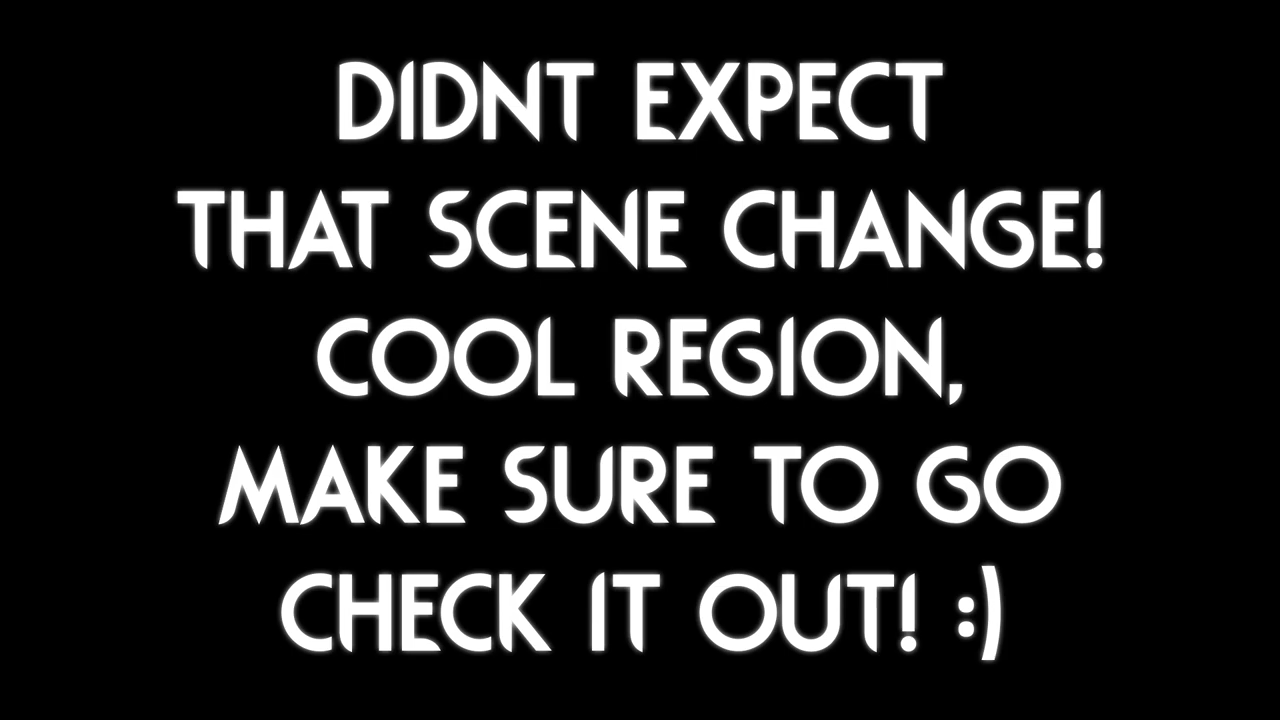 DIDNT EXPECT
THAT SCENE CHANGE!
COOL REGION,
MAKE SURE TO GO
CHECK IT OUT! :)